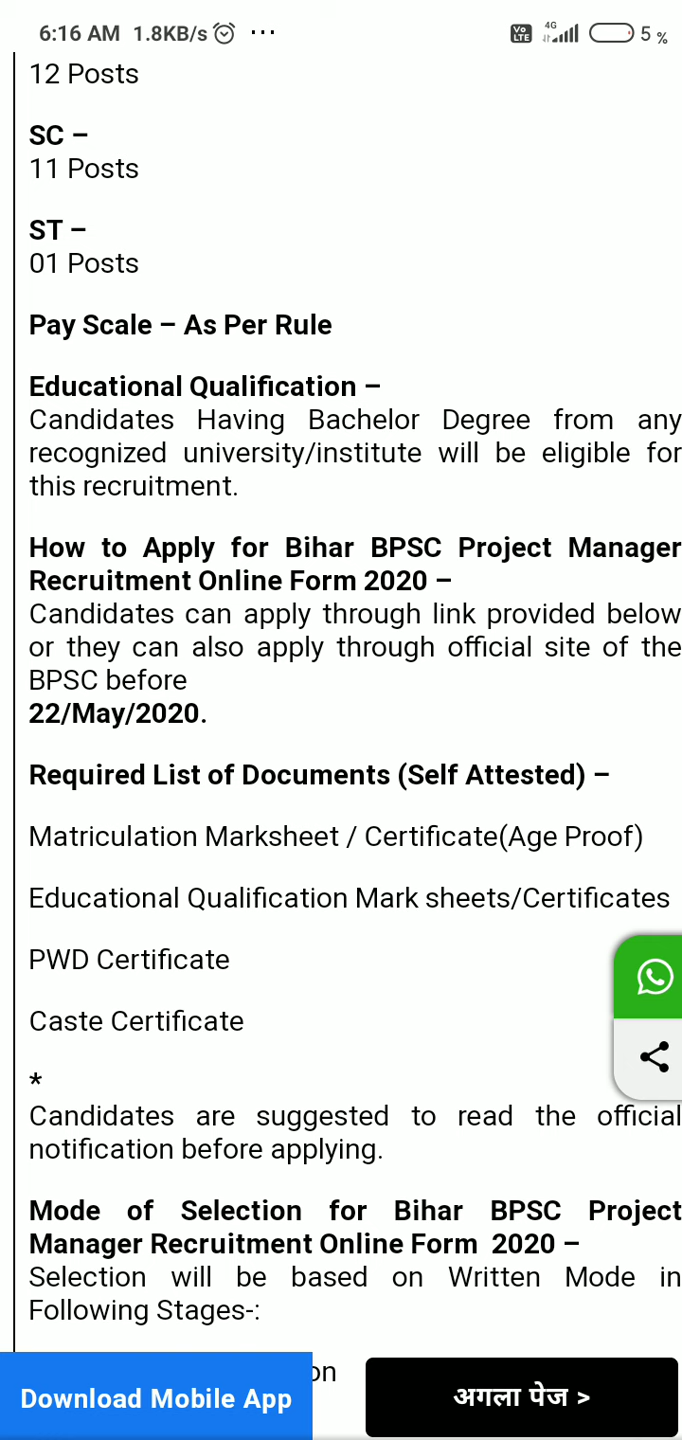 6:16 AM 1.8KB/s ...
Vo LTE 4G 5 %
12 Posts
SC –
11 Posts
ST –
01 Posts
Pay Scale – As Per Rule
Educational Qualification –
Candidates Having Bachelor Degree from any
recognized university/institute will be eligible for
this recruitment.
How to Apply for Bihar BPSC Project Manager
Recruitment Online Form 2020 –
Candidates can apply through link provided below
or they can also apply through official site of the
BPSC before
22/May/2020.
Required List of Documents (Self Attested) –
Matriculation Marksheet / Certificate(Age Proof)
Educational Qualification Mark sheets/Certificates
PWD Certificate
Caste Certificate
*
Candidates are suggested to read the official
notification before applying.
Mode of Selection for Bihar BPSC Project
Manager Recruitment Online Form 2020 –
Selection will be based on Written Mode in
Following Stages-:
on
Download Mobile App
अगला पेज >